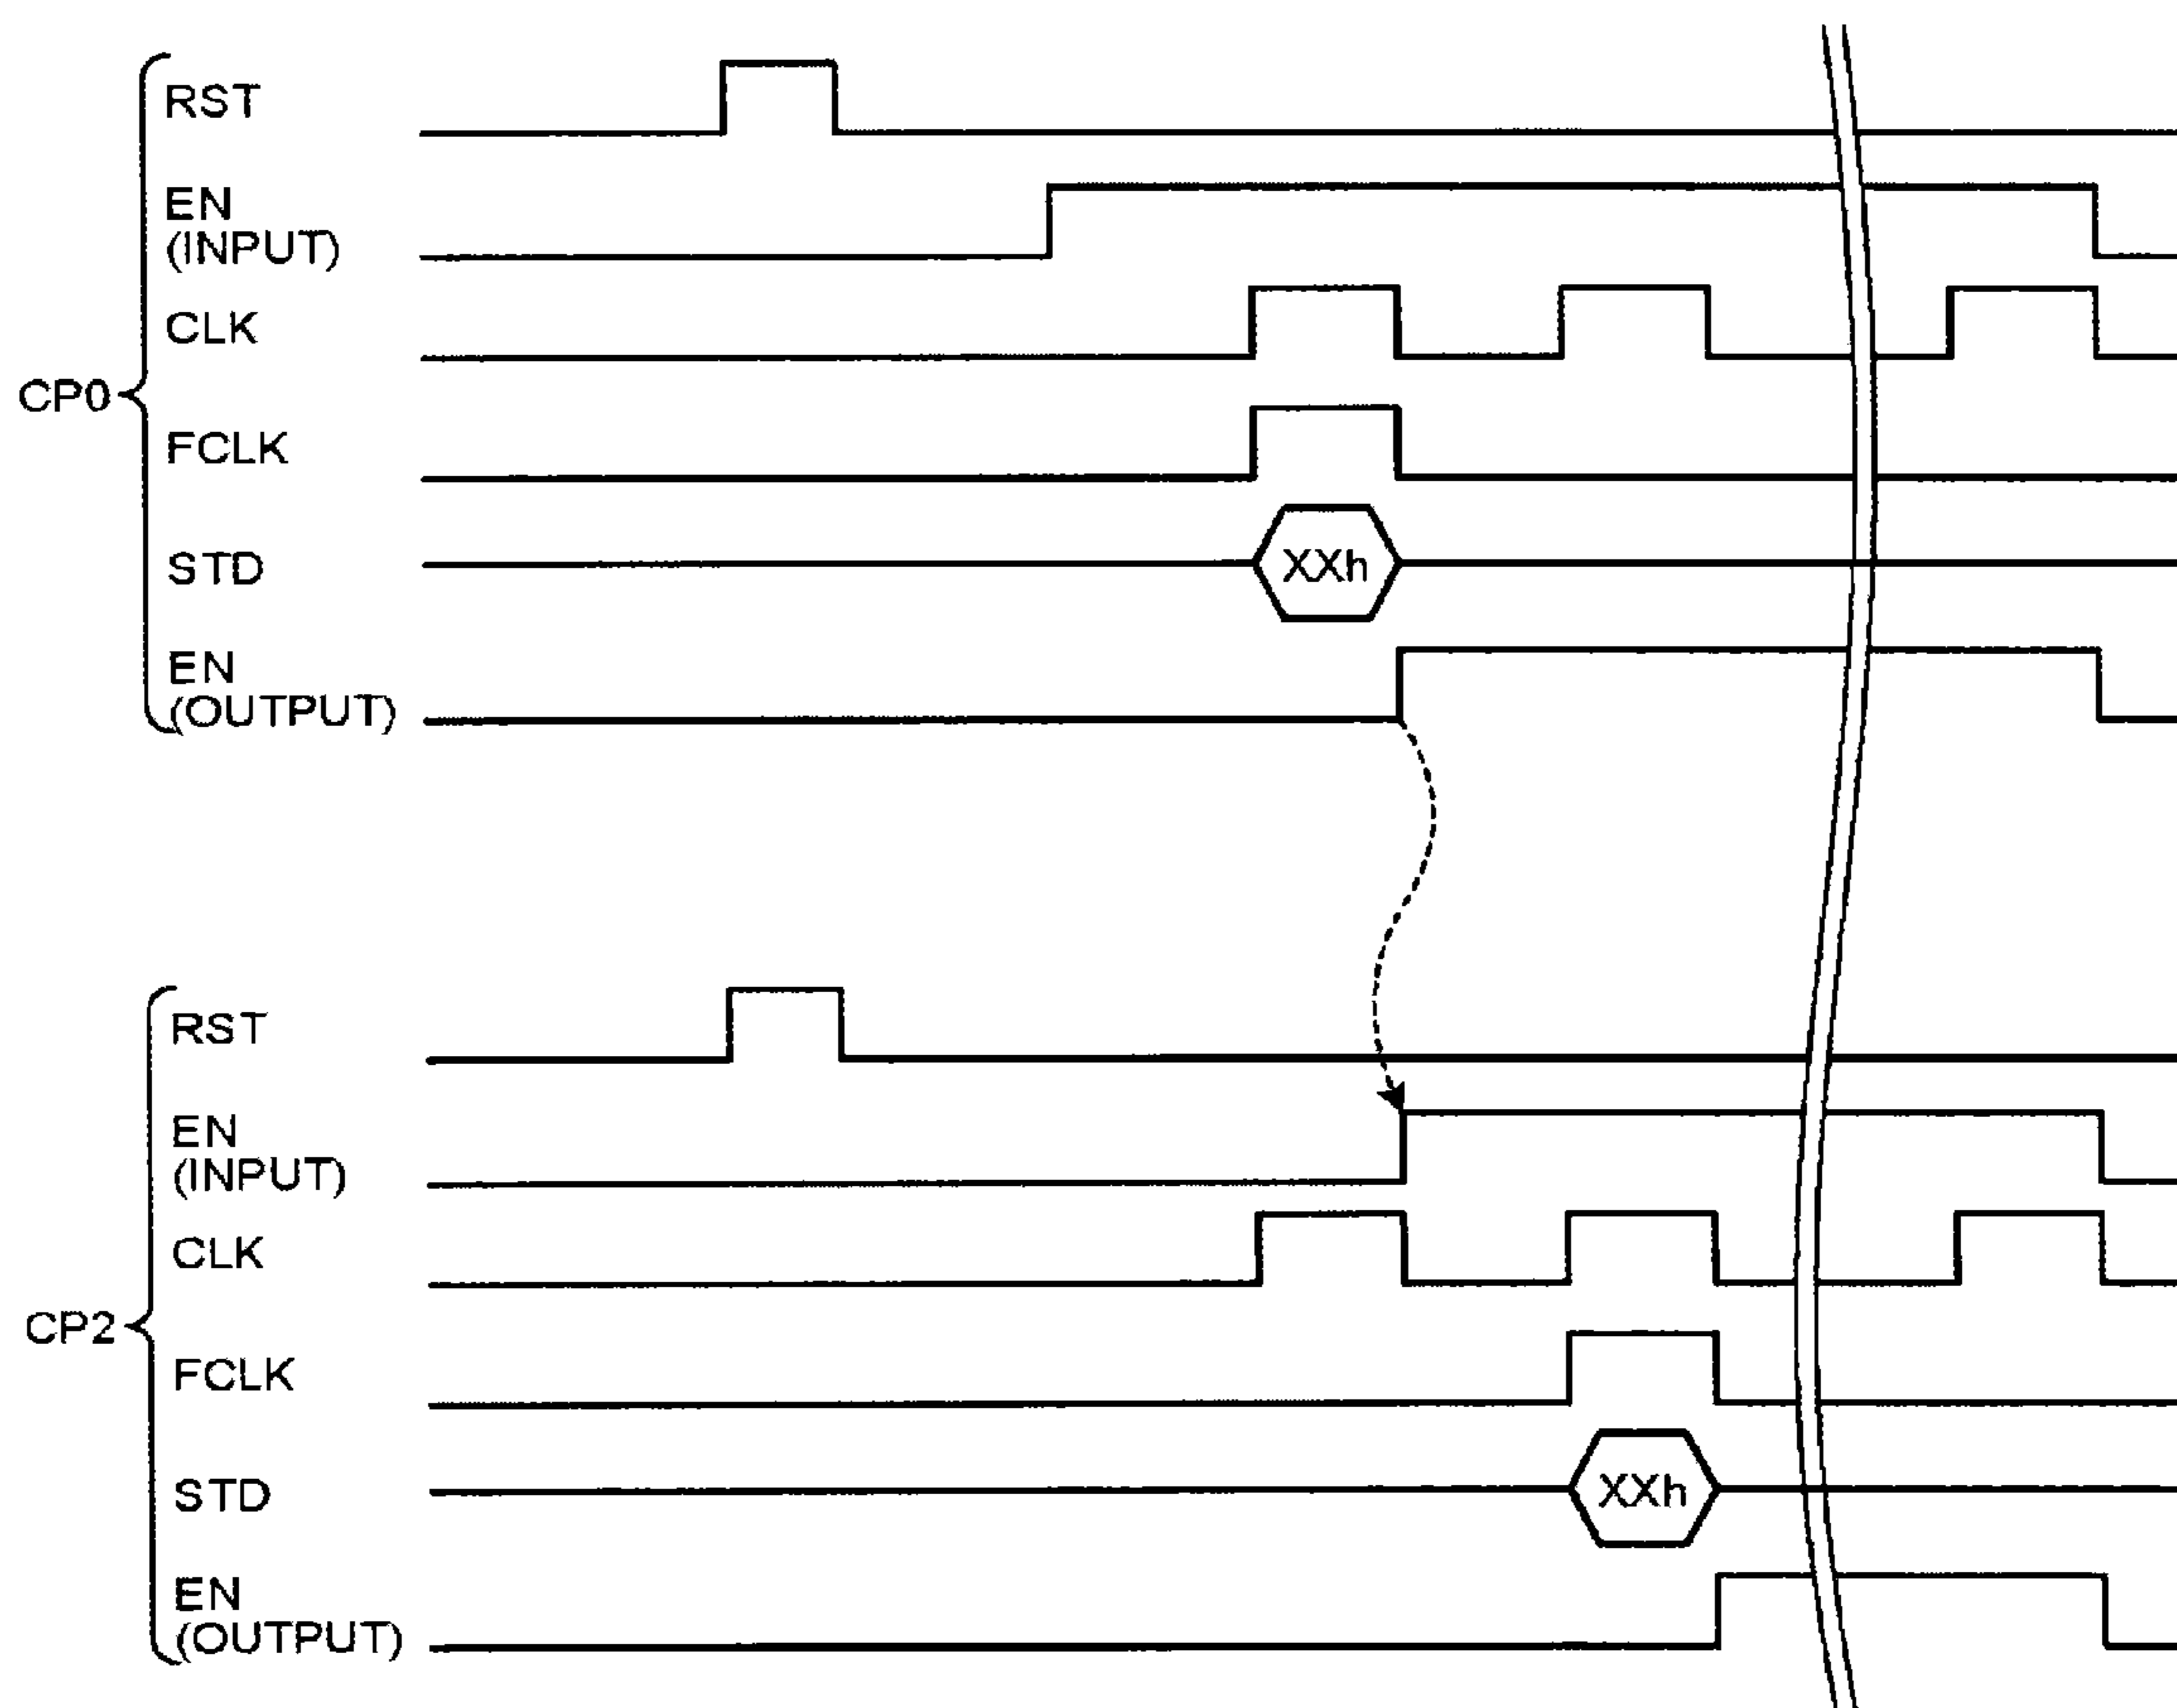 RST
EN
(INPUT)
CLK
CP0
FCLK
XXh
STD
EN
(OUTPUT)
RST
EN
(INPUT)
CLK
CP2
FCLK
XXh
STD
EN
(OUTPUT)